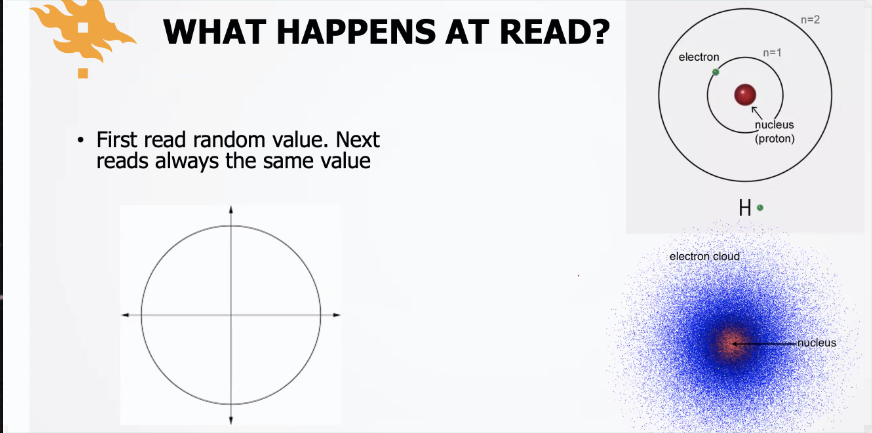 WHAT HAPPENS AT READ?
• First read random value. Next
reads always the same value
n=2
n=1
electron
nucleus
(proton)
H
electron cloud
nucleus